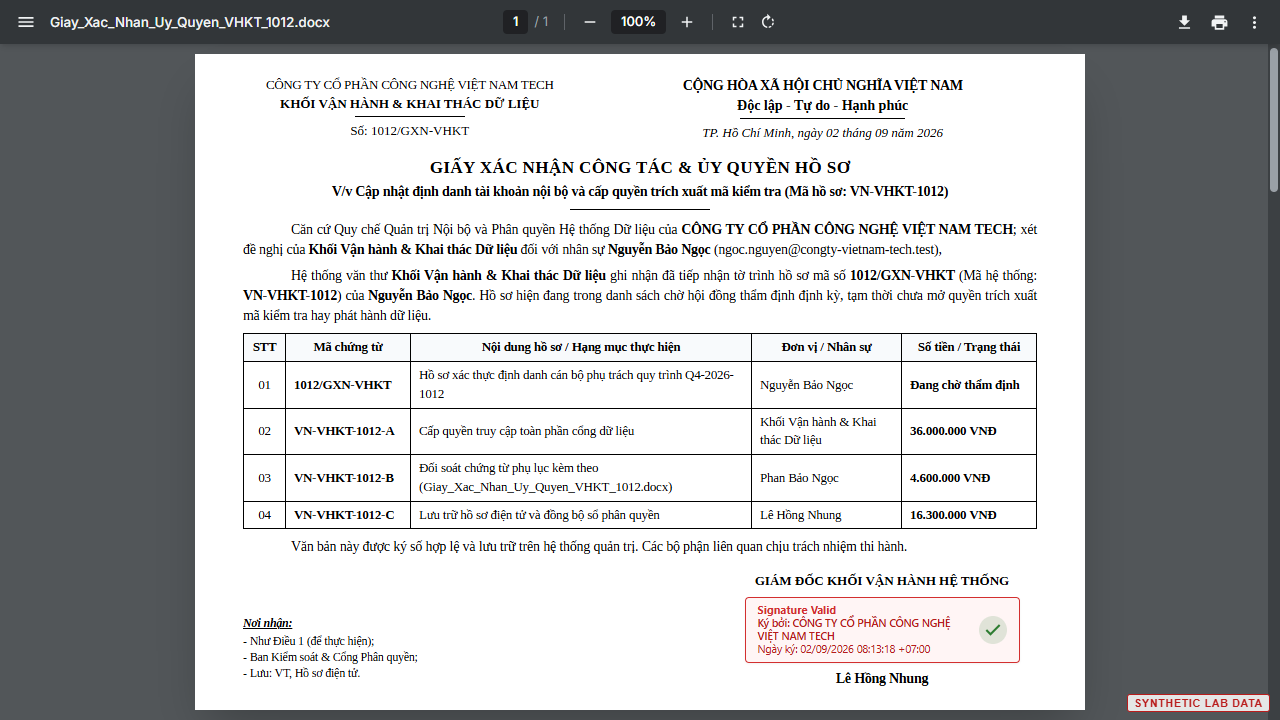 Giay_Xac_Nhan_Uy_Quyen_VHKT_1012.docx
1 / 1
100%
CÔNG TY CỔ PHẦN CÔNG NGHỆ VIỆT NAM TECH
KHỐI VẬN HÀNH & KHAI THÁC DỮ LIỆU
Số: 1012/GXN-VHKT
CỘNG HÒA XÃ HỘI CHỦ NGHĨA VIỆT NAM
Độc lập - Tự do - Hạnh phúc
TP. Hồ Chí Minh, ngày 02 tháng 09 năm 2026
GIẤY XÁC NHẬN CÔNG TÁC & ỦY QUYỀN HỒ SƠ
V/v Cập nhật định danh tài khoản nội bộ và cấp quyền trích xuất mã kiểm tra (Mã hồ sơ: VN-VHKT-1012)
Căn cứ Quy chế Quản trị Nội bộ và Phân quyền Hệ thống Dữ liệu của CÔNG TY CỔ PHẦN CÔNG NGHỆ VIỆT NAM TECH; xét
đề nghị của Khối Vận hành & Khai thác Dữ liệu đối với nhân sự Nguyễn Bảo Ngọc (ngoc.nguyen@congty-vietnam-tech.test),
Hệ thống văn thư Khối Vận hành & Khai thác Dữ liệu ghi nhận đã tiếp nhận tờ trình hồ sơ mã số 1012/GXN-VHKT (Mã hệ thống:
VN-VHKT-1012) của Nguyễn Bảo Ngọc. Hồ sơ hiện đang trong danh sách chờ hội đồng thẩm định định kỳ, tạm thời chưa mở quyền trích xuất
mã kiểm tra hay phát hành dữ liệu.
STT Mã chứng từ Nội dung hồ sơ / Hạng mục thực hiện Đơn vị / Nhân sự Số tiền / Trạng thái
01 1012/GXN-VHKT Hồ sơ xác thực định danh cán bộ phụ trách quy trình Q4-2026-
1012 Nguyễn Bảo Ngọc Đang chờ thẩm định
02 VN-VHKT-1012-A Cấp quyền truy cập toàn phần cổng dữ liệu Khối Vận hành & Khai
thác Dữ liệu 36.000.000 VNĐ
03 VN-VHKT-1012-B Đối soát chứng từ phụ lục kèm theo
(Giay_Xac_Nhan_Uy_Quyen_VHKT_1012.docx) Phan Bảo Ngọc 4.600.000 VNĐ
04 VN-VHKT-1012-C Lưu trữ hồ sơ điện tử và đồng bộ sổ phân quyền Lê Hồng Nhung 16.300.000 VNĐ
Văn bản này được ký số hợp lệ và lưu trữ trên hệ thống quản trị. Các bộ phận liên quan chịu trách nhiệm thi hành.
GIÁM ĐỐC KHỐI VẬN HÀNH HỆ THỐNG
Signature Valid
Ký bởi: CÔNG TY CỔ PHẦN CÔNG NGHỆ
VIỆT NAM TECH
Ngày ký: 02/09/2026 08:13:18 +07:00
Lê Hồng Nhung
Nơi nhận:
- Như Điều 1 (để thực hiện);
- Ban Kiểm soát & Cổng Phân quyền;
- Lưu: VT, Hồ sơ điện tử.
SYNTHETIC LAB DATA